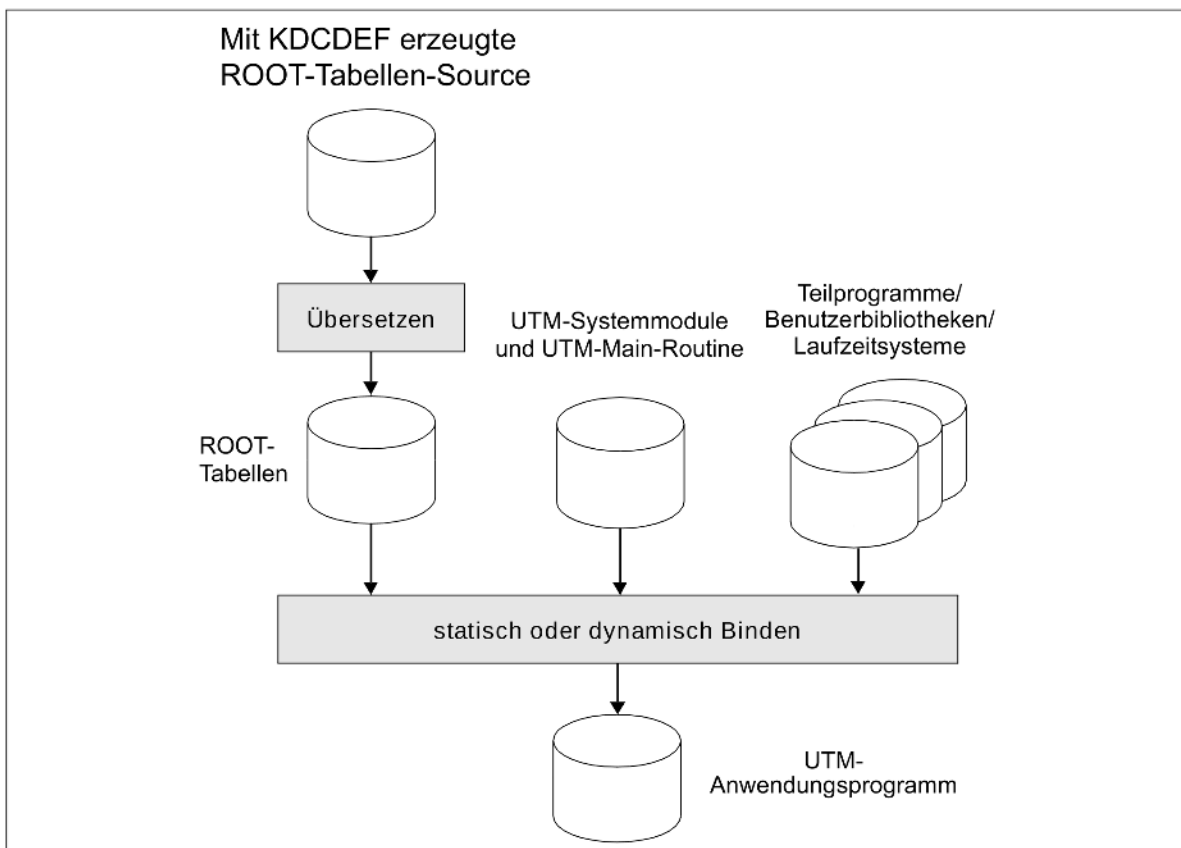 Mit KDCDEF erzeugte
ROOT-Tabellen-Source
Übersetzen
UTM-Systemmodule
und UTM-Main-Routine
Teilprogramme/
Benutzerbibliotheken/
Laufzeitsysteme
ROOT-
Tabellen
statisch oder dynamisch Binden
UTM-
Anwendungsprogramm